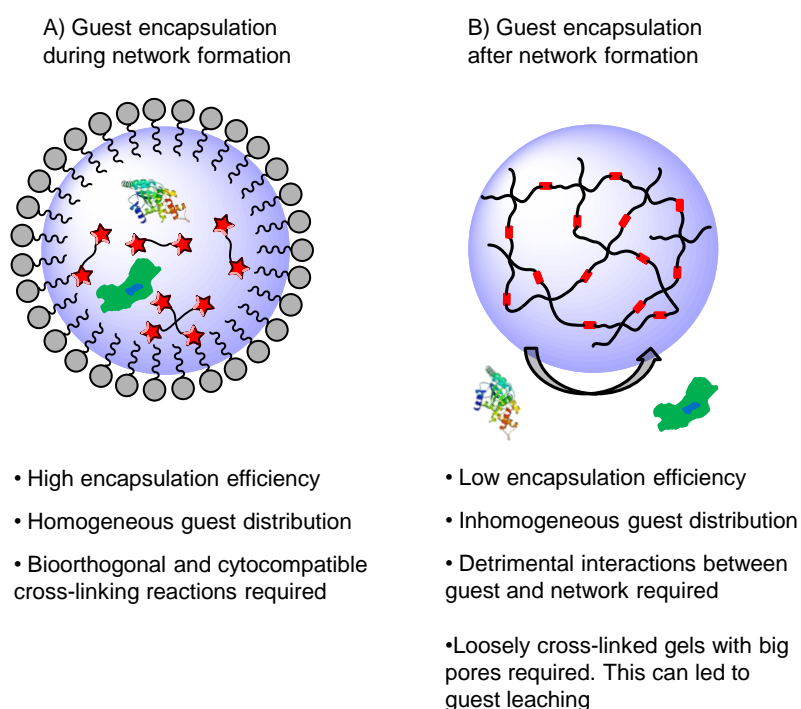 A) Guest encapsulation
during network formation
B) Guest encapsulation
after network formation
• High encapsulation efficiency
• Homogeneous guest distribution
• Bioorthogonal and cytocompatible
cross-linking reactions required
• Low encapsulation efficiency
• Inhomogeneous guest distribution
• Detrimental interactions between
guest and network required
•Loosely cross-linked gels with big
pores required. This can led to
guest leaching